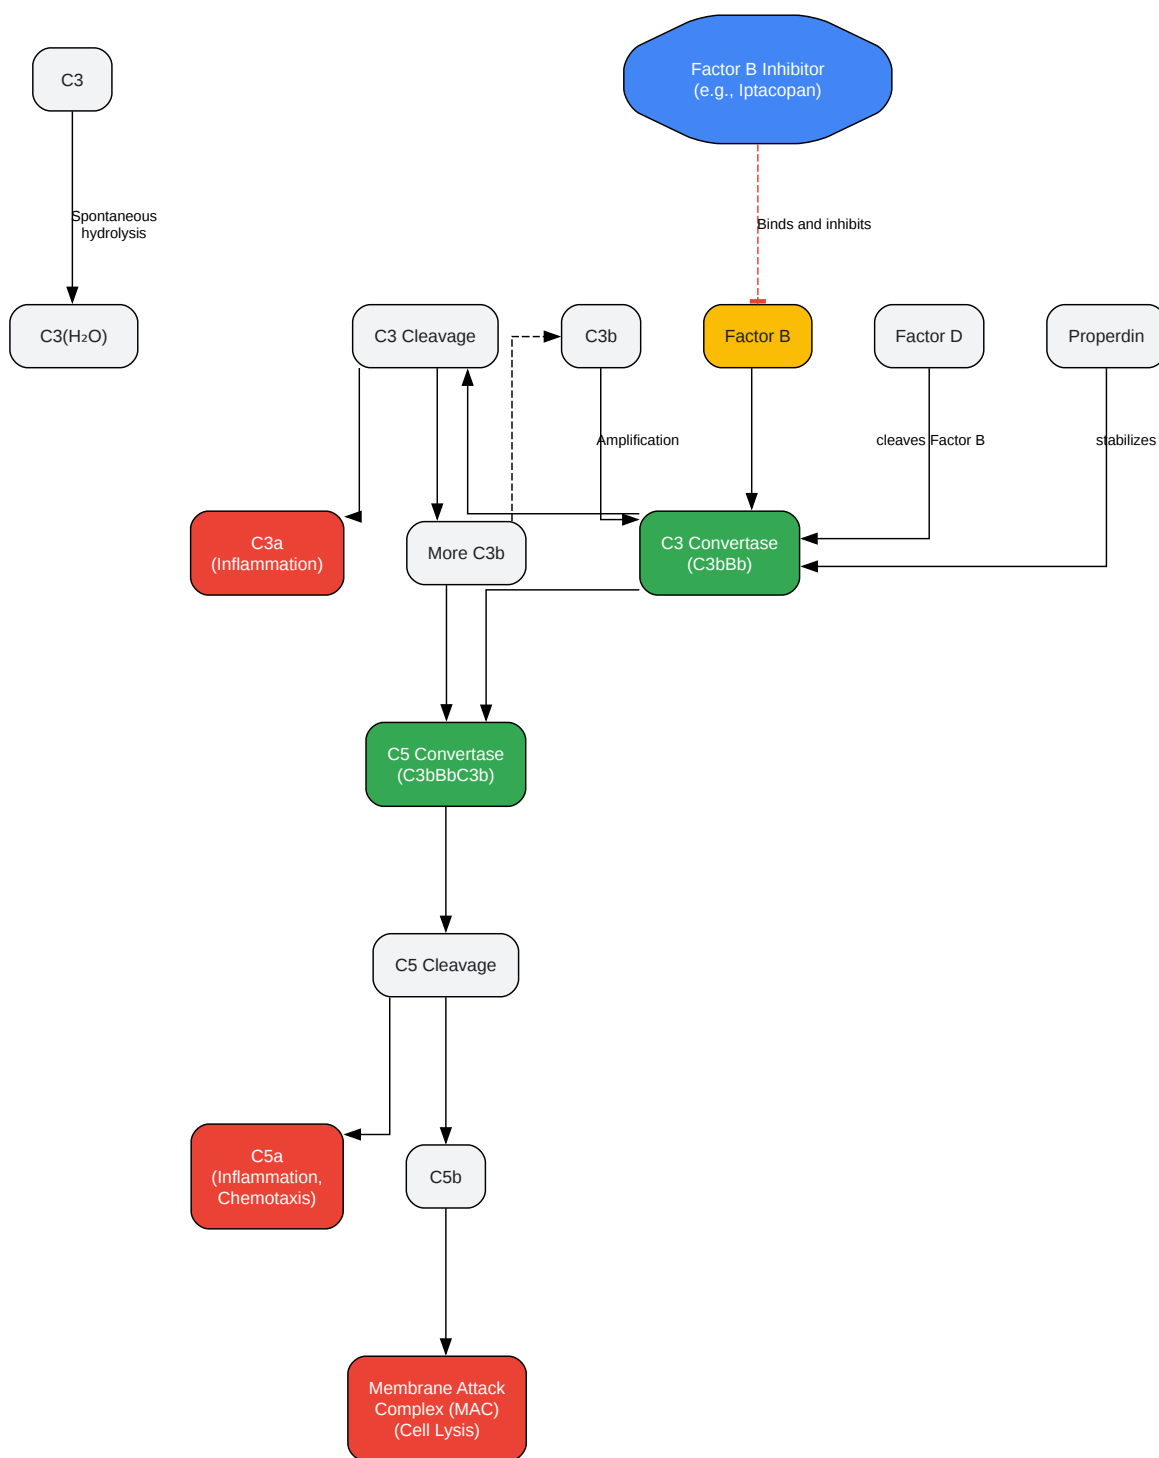 C3
Factor B Inhibitor
(e.g., Iptacopan)
Spontaneous
hydrolysis
Binds and inhibits
C3(H₂O)
C3 Cleavage
C3b
Factor B
Factor D
Properdin
Amplification
cleaves Factor B
stabilizes
C3a
(Inflammation)
More C3b
C3 Convertase
(C3bBb)
C5 Convertase
(C3bBbC3b)
C5 Cleavage
C5a
(Inflammation,
Chemotaxis)
C5b
Membrane Attack
Complex (MAC)
(Cell Lysis)